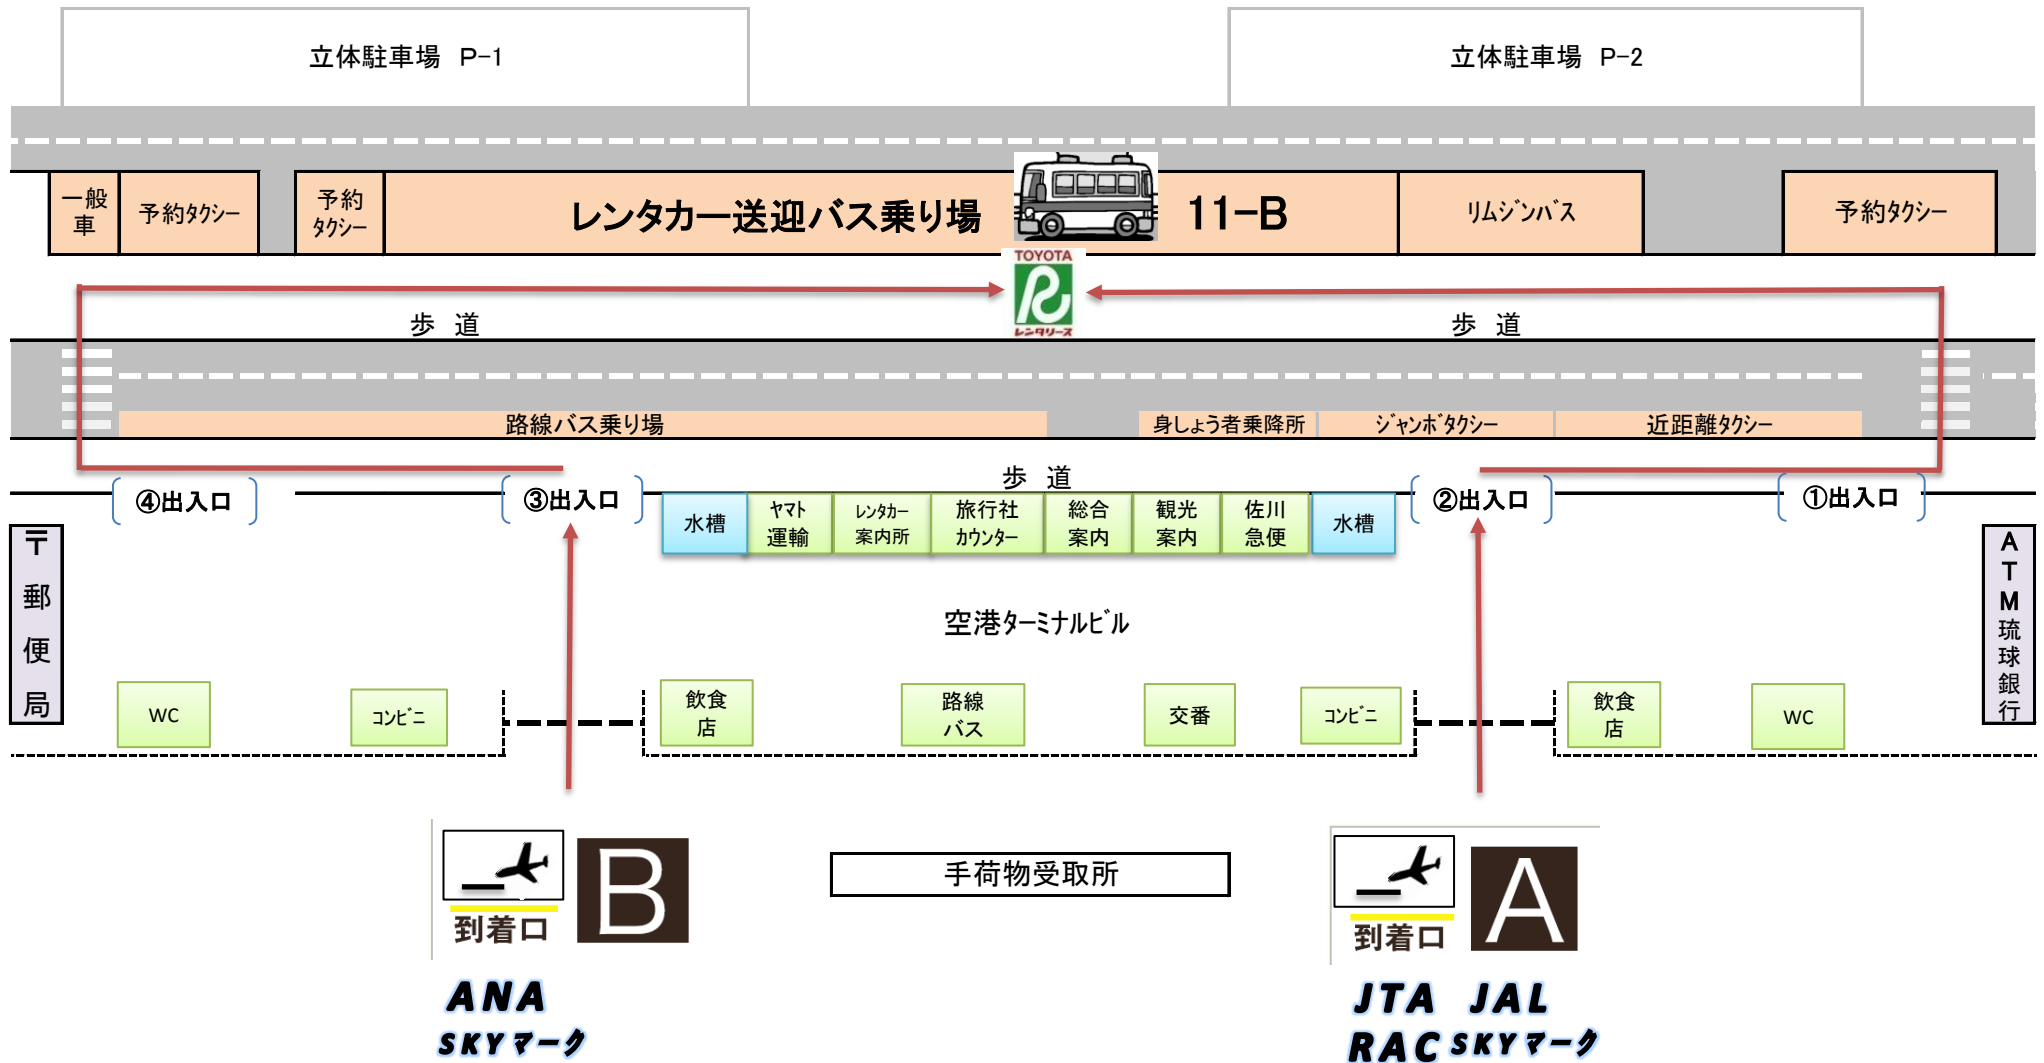 立体駐車場 P-1
立体駐車場 P-2
一般
車
予約ﾀｸｼｰ
予約
ﾀｸｼｰ
レンタカー送迎バス乗り場
11-B
ﾘﾑｼﾞﾝﾊﾞｽ
予約ﾀｸｼｰ
TOYOTA
レンタリース
歩 道
歩 道
路線バス乗り場
身しょう者乗降所
ｼﾞｬﾝﾎﾞﾀｸｼｰ
近距離ﾀｸｼｰ
歩 道
④出入口
③出入口
②出入口
①出入口
水槽
ﾔﾏﾄ
運輸
ﾚﾝﾀｶｰ
案内所
旅行社
ｶｳﾝﾀｰ
総合
案内
観光
案内
佐川
急便
水槽
〒郵便局
ATM琉球銀行
空港ﾀｰﾐﾅﾙﾋﾞﾙ
WC
ｺﾝﾋﾞﾆ
飲食
店
路線
バス
交番
ｺﾝﾋﾞﾆ
飲食
店
WC
到着口
B
手荷物受取所
到着口
A
ANA
SKYマーク
JTA JAL
RAC SKYマーク